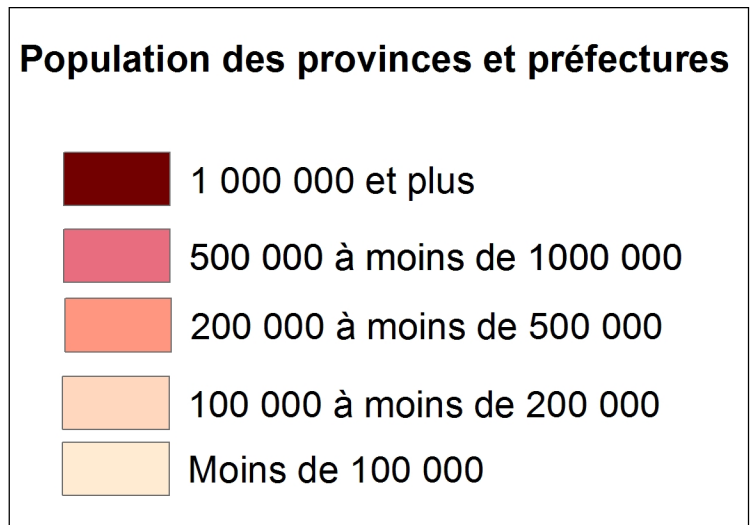 Population des provinces et préfectures
1 000 000 et plus
500 000 à moins de 1000 000
200 000 à moins de 500 000
100 000 à moins de 200 000
Moins de 100 000